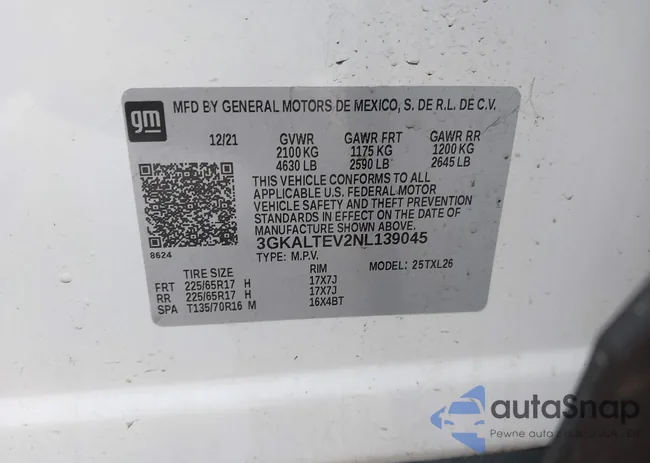 gm
MFD BY GENERAL MOTORS DE MEXICO, S. DE R.L. DE C.V.
12/21 GVWR GAWR FRT GAWR RR
2100 KG 1175 KG 1200 KG
4630 LB 2590 LB 2645 LB
THIS VEHICLE CONFORMS TO ALL
APPLICABLE U.S. FEDERAL MOTOR
VEHICLE SAFETY AND THEFT PREVENTION
STANDARDS IN EFFECT ON THE DATE OF
MANUFACTURE SHOWN ABOVE.
8624
3GKALTEV2NL139045
TYPE: M.P.V. MODEL: 25TXL26
TIRE SIZE RIM
FRT 225/65R17 H 17X7J
RR 225/65R17 H 17X7J
SPA T135/70R16 M 16X4BT
autaSnap
Pewne auto z